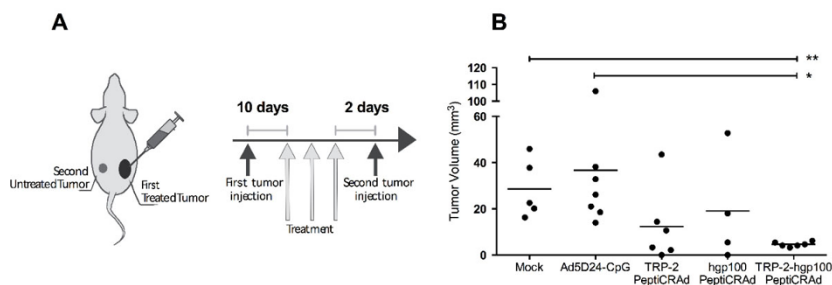 A
10 days
2 days
Second
Untreated Tumor
First
Treated Tumor
First tumor
injection
Second tumor
injection
Treatment
B
**
*
Tumor Volume (mm³)
120
110
100
60
40
20
0
Mock
Ad5D24-CpG
TRP-2
PeptiCRAd
hgp100
PeptiCRAd
TRP-2-hgp100
PeptiCRAd